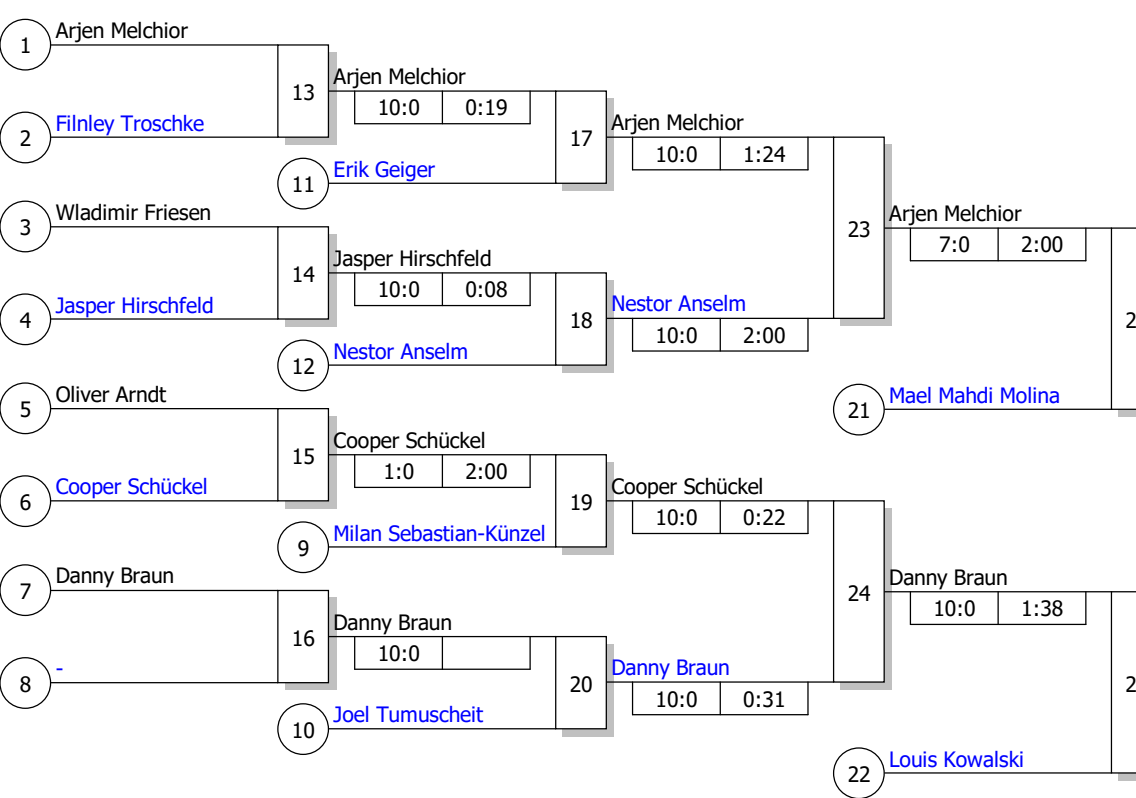 1 Arjen Melchior
13 Arjen Melchior
10:0 0:19
2 Filnley Troschke
17 Arjen Melchior
10:0 1:24
11 Erik Geiger
3 Wladimir Friesen
23 Arjen Melchior
7:0 2:00
14 Jasper Hirschfeld
10:0 0:08
4 Jasper Hirschfeld
18 Nestor Anselm
10:0 2:00
12 Nestor Anselm
2
5 Oliver Arndt
21 Mael Mahdi Molina
15 Cooper Schückel
1:0 2:00
6 Cooper Schückel
19 Cooper Schückel
10:0 0:22
9 Milan Sebastian-Künzel
7 Danny Braun
24 Danny Braun
10:0 1:38
16 Danny Braun
10:0
8 -
20 Danny Braun
10:0 0:31
10 Joel Tumuscheit
2
22 Louis Kowalski